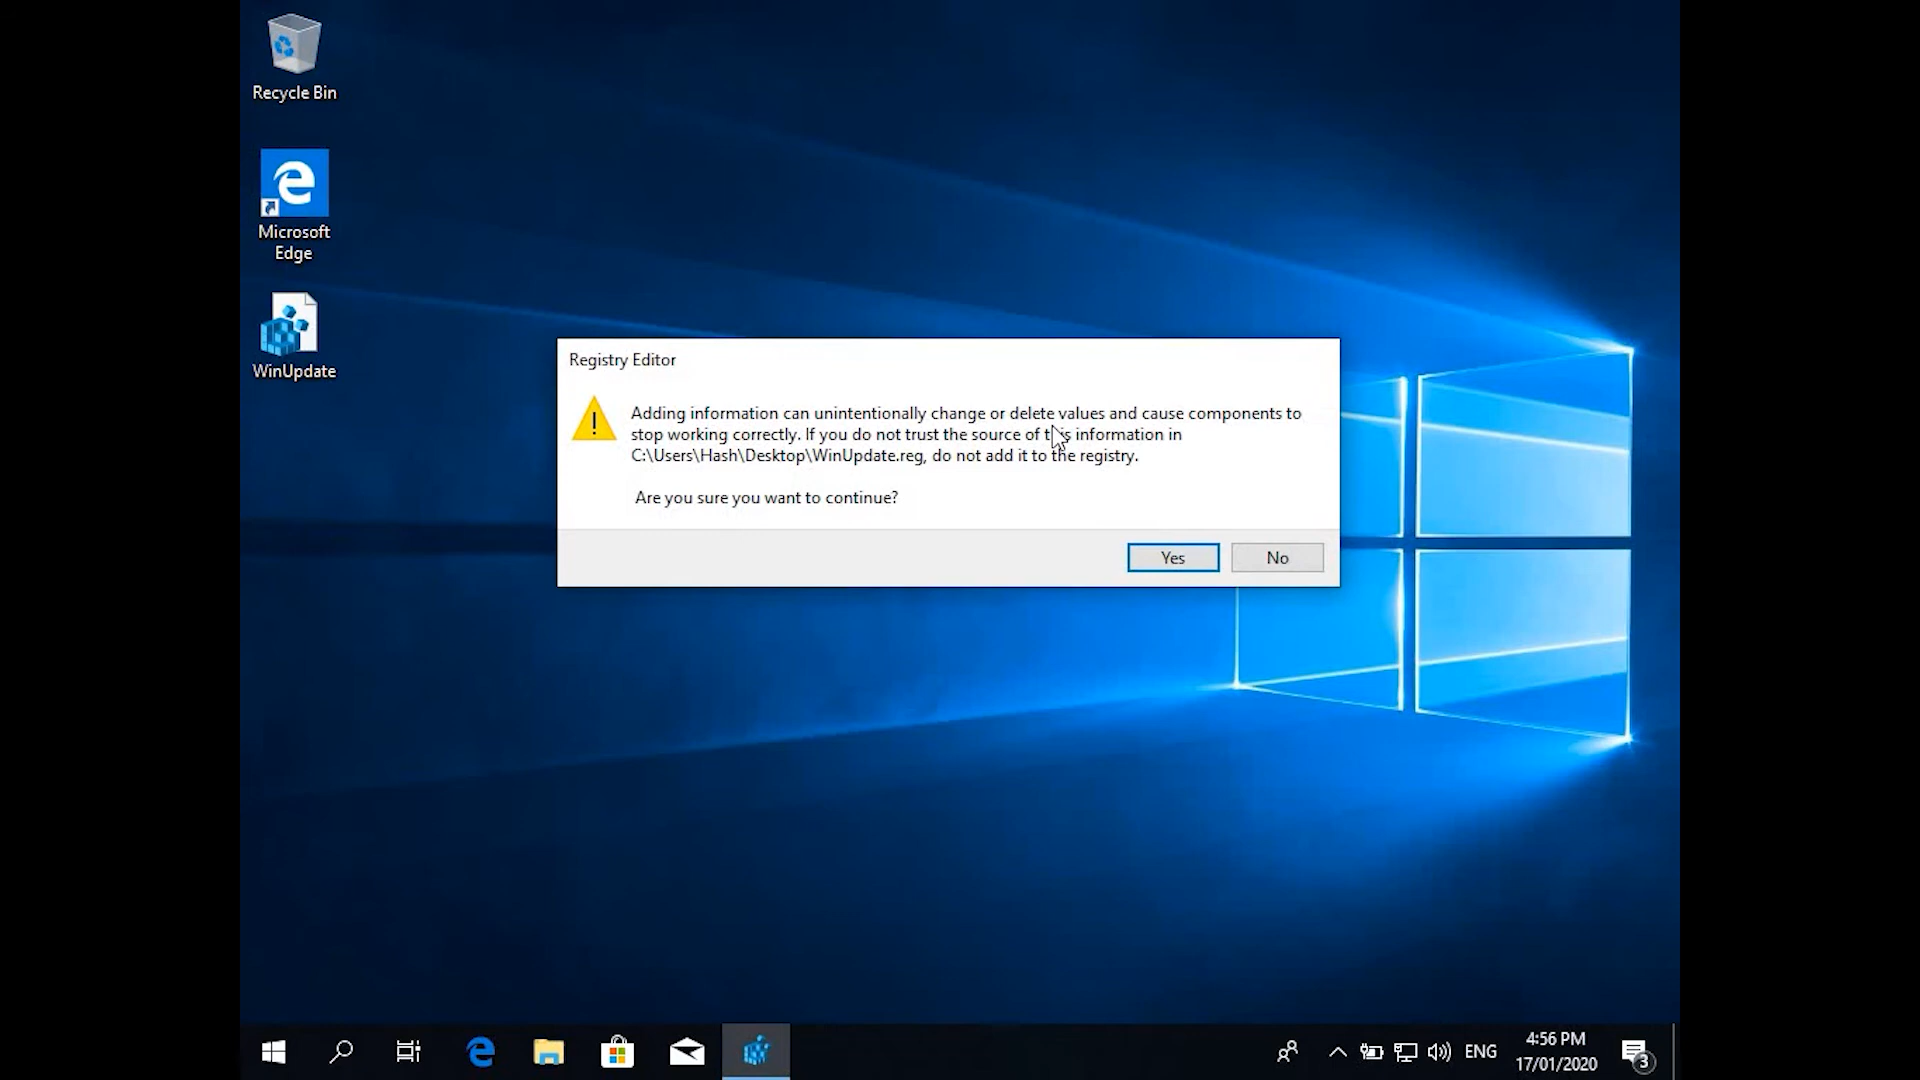 Recycle Bin
Microsoft
Edge
WinUpdate
Registry Editor
Adding information can unintentionally change or delete values and cause components to
stop working correctly. If you do not trust the source of this information in
C:\Users\Hash\Desktop\WinUpdate.reg, do not add it to the registry.
Are you sure you want to continue?
Yes
No
ENG
4:56 PM
17/01/2020
3